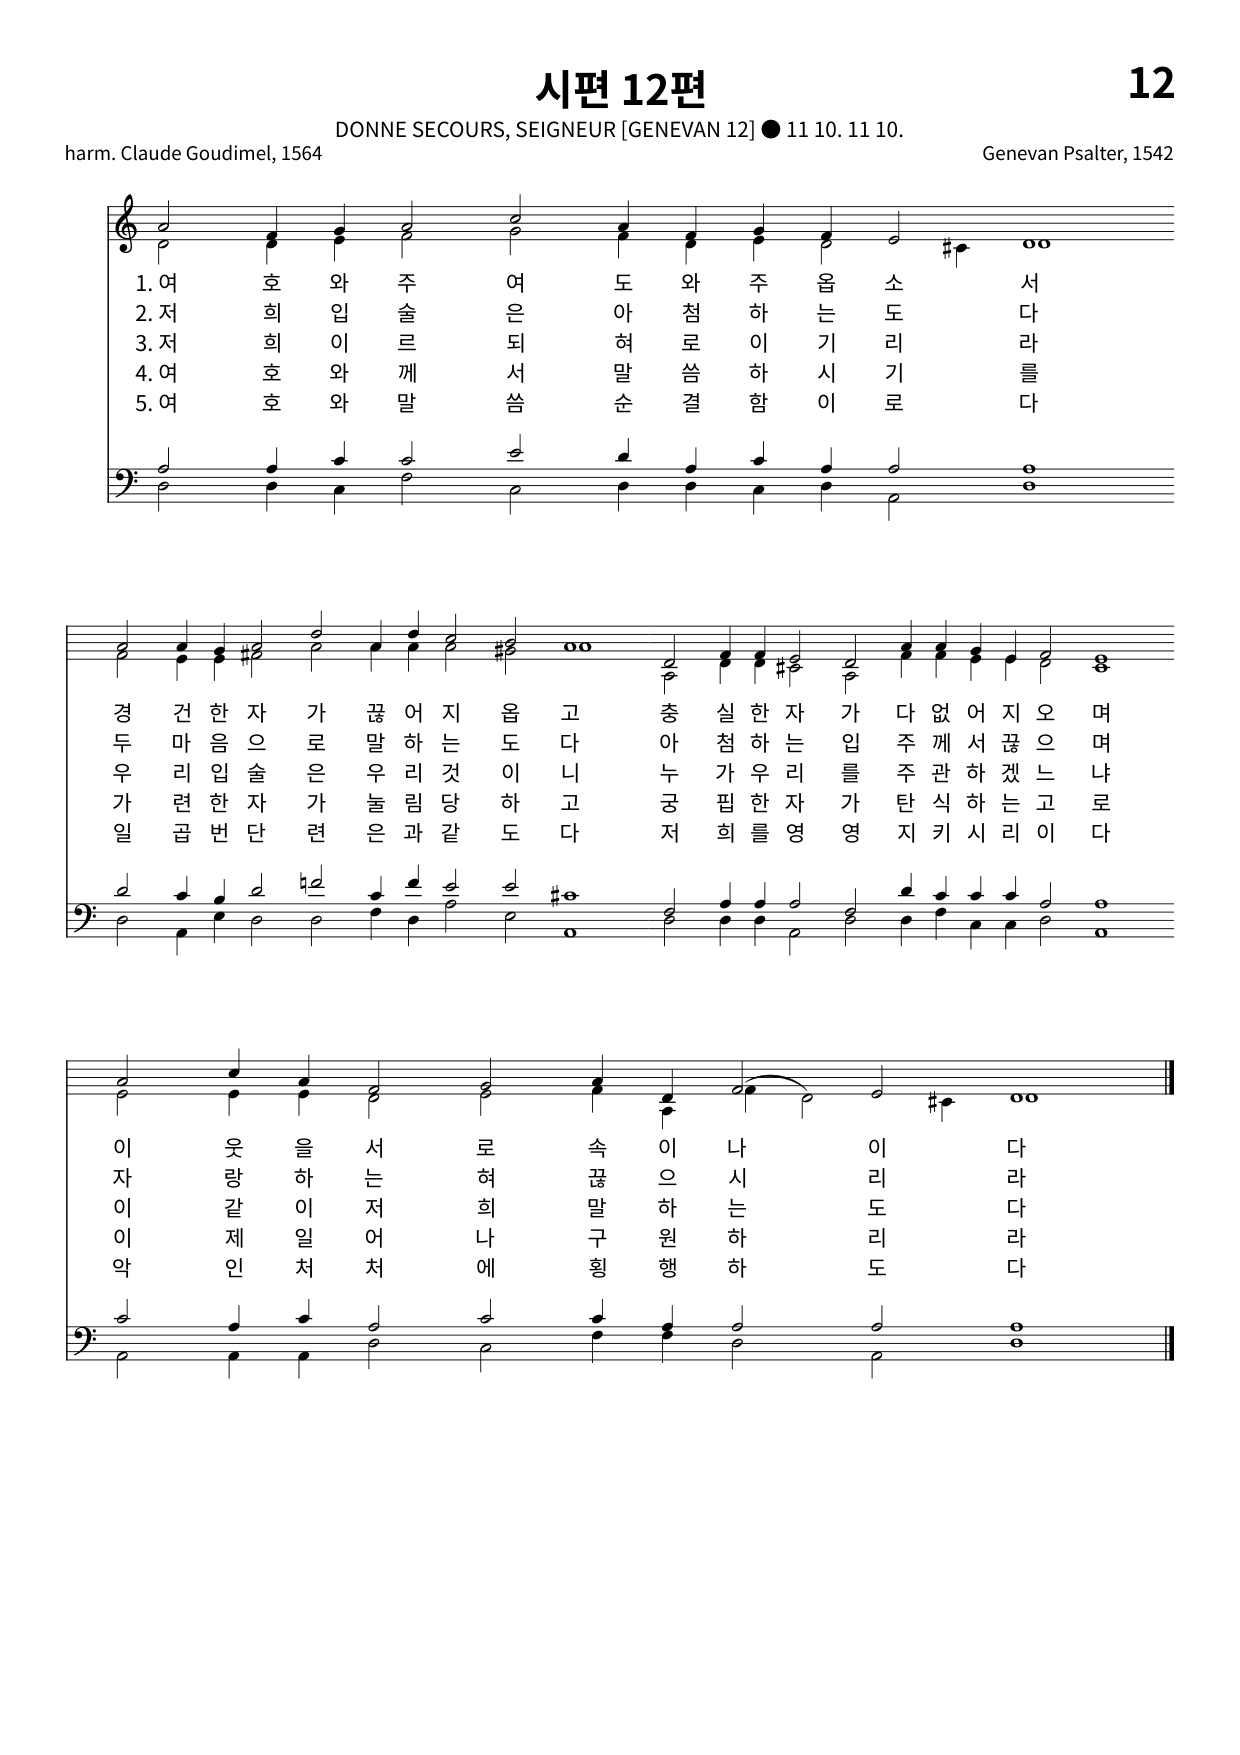 시편 12편
12
DONNE SECOURS, SEIGNEUR [GENEVAN 12] ● 11 10. 11 10.
harm. Claude Goudimel, 1564
Genevan Psalter, 1542
1. 여 호 와 주 여 도 와 주 옵 소 서
2. 저 희 입 술 은 아 첨 하 는 도 다
3. 저 희 이 르 되 혀 로 이 기 리 라
4. 여 호 와 께 서 말 씀 하 시 기 를
5. 여 호 와 말 씀 순 결 함 이 로 다
경 건 한 자 가 끊 어 지 옵 고 충 실 한 자 가 다 없 어 지 오 며
두 마 음 으 로 말 하 는 도 다 아 첨 하 는 입 주 께 서 끊 으 며
우 리 입 술 은 우 리 것 이 니 누 가 우 리 를 주 관 하 겠 느 냐
가 련 한 자 가 눌 림 당 하 고 궁 핍 한 자 가 탄 식 하 는 고 로
일 곱 번 단 련 은 과 같 도 다 저 희 를 영 영 지 키 시 리 이 다
이 웃 을 서 로 속 이 나 이 다
자 랑 하 는 혀 끊 으 시 리 라
이 같 이 저 희 말 하 는 도 다
이 제 일 어 나 구 원 하 리 라
악 인 처 처 에 횡 행 하 도 다